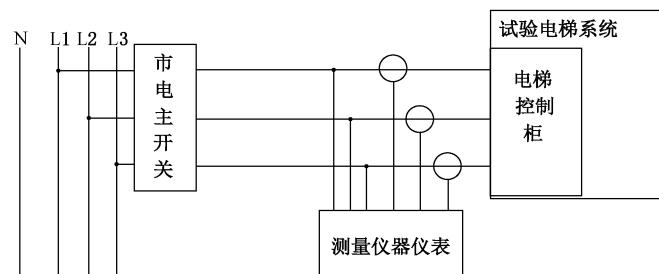 N L1 L2 L3
市电主开关
试验电梯系统
电梯
控制
柜
测量仪器仪表